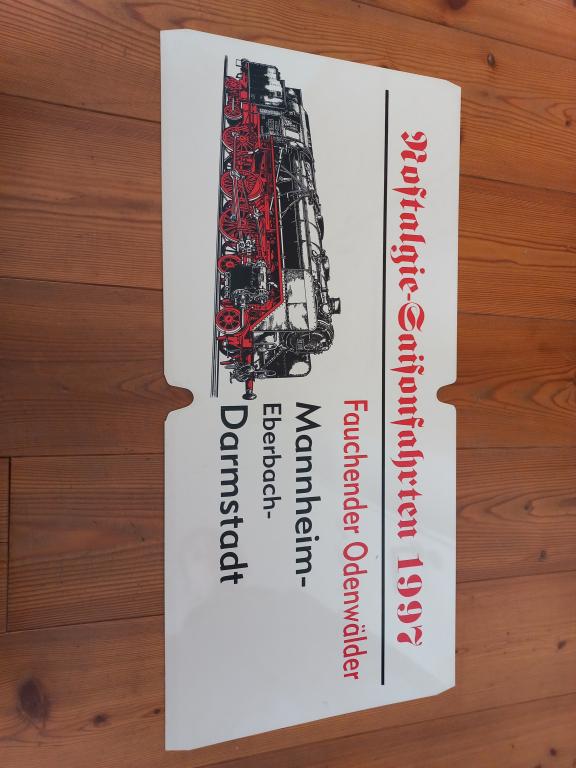 Nostalgie-Saisonfahrten 1997
Fauchender Odenwälder
Mannheim-
Eberbach-
Darmstadt